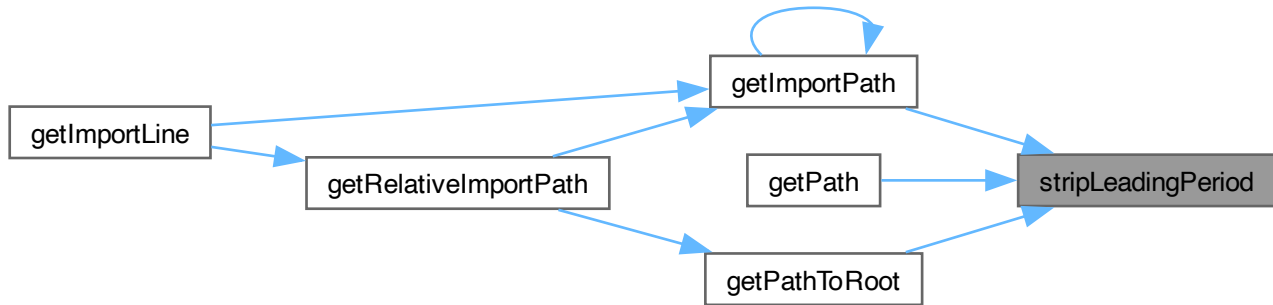 getImportPath
getImportLine
getRelativeImportPath
getPath
stripLeadingPeriod
getPathToRoot